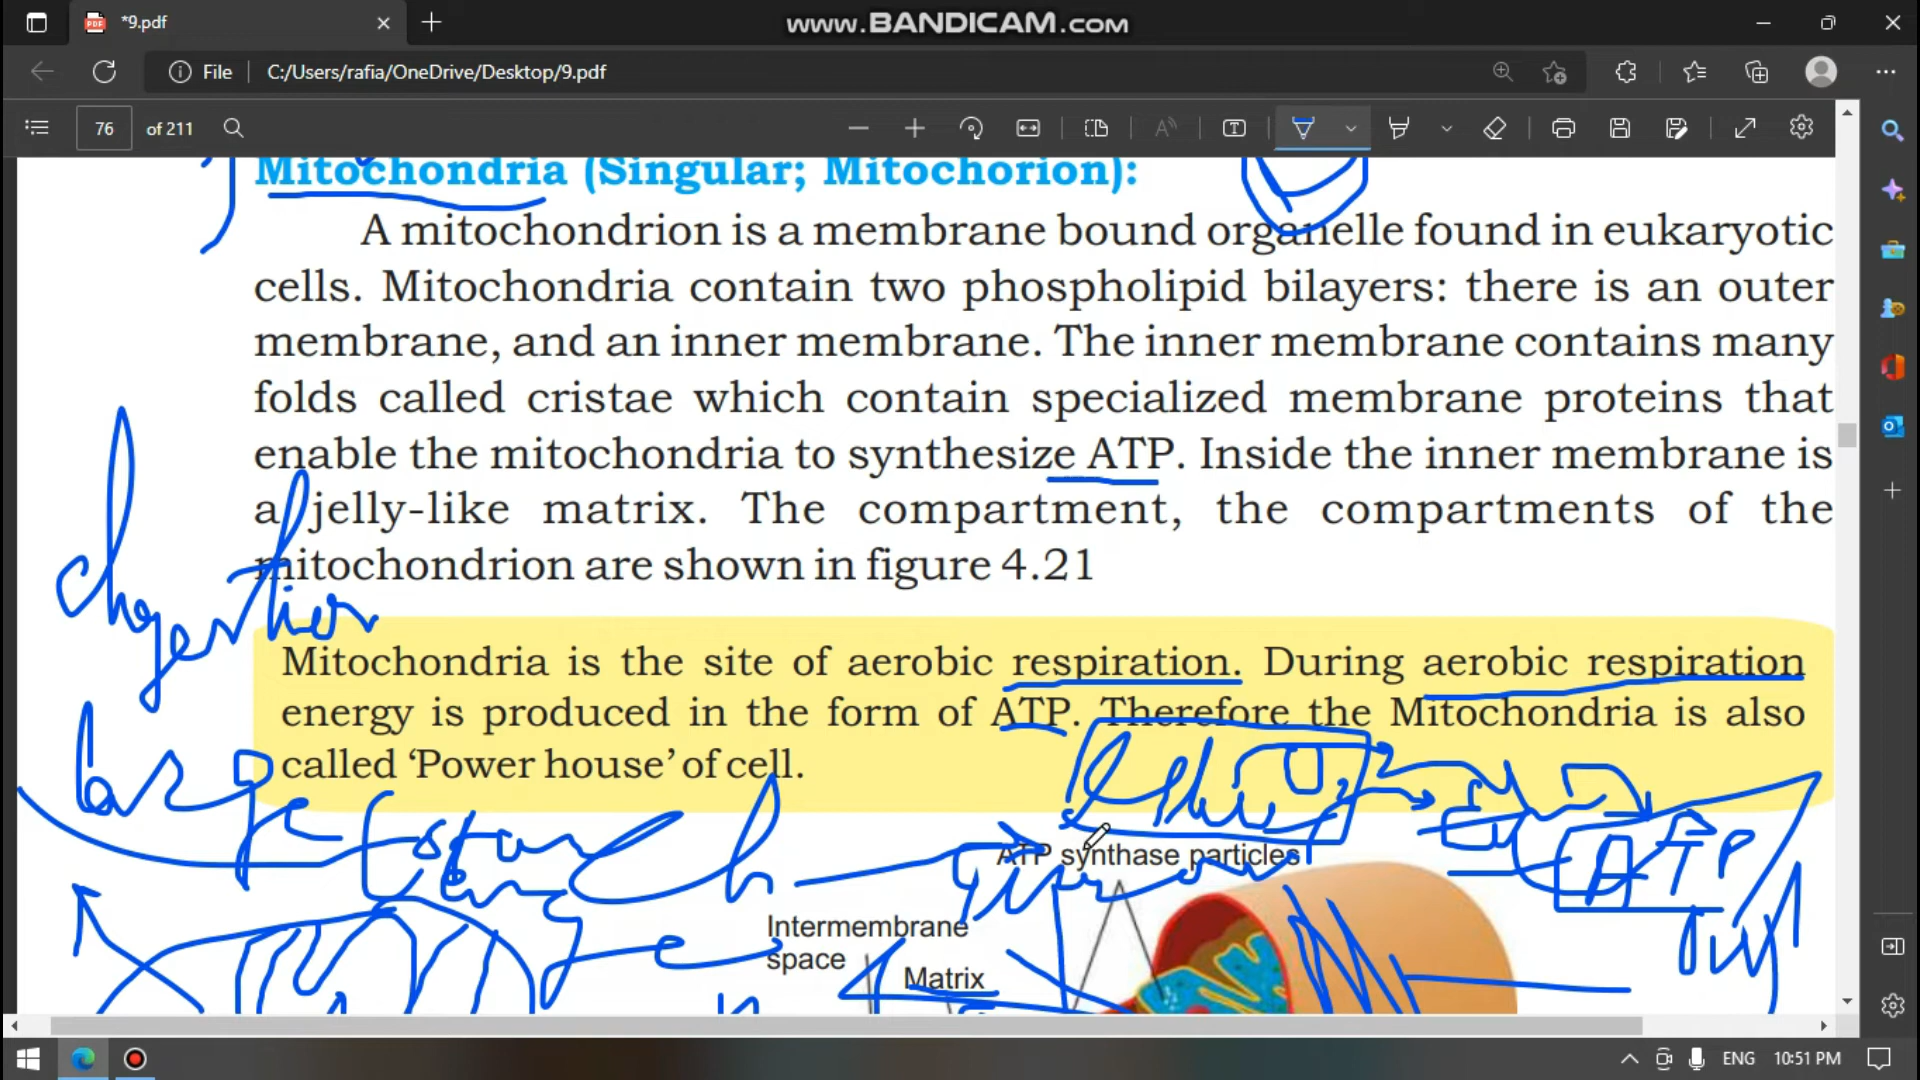 *9.pdf
www.BANDICAM.com
File C:/Users/rafia/OneDrive/Desktop/9.pdf
76 of 211
Mitochondria (Singular; Mitochorion):
A mitochondrion is a membrane bound organelle found in eukaryotic
cells. Mitochondria contain two phospholipid bilayers: there is an outer
membrane, and an inner membrane. The inner membrane contains many
folds called cristae which contain specialized membrane proteins that
enable the mitochondria to synthesize ATP. Inside the inner membrane is
a jelly-like matrix. The compartment, the compartments of the
mitochondrion are shown in figure 4.21
Mitochondria is the site of aerobic respiration. During aerobic respiration
energy is produced in the form of ATP. Therefore the Mitochondria is also
called ‘Power house’ of cell.
large
starch
ATP
ATP synthase particles
Intermembrane
space
Matrix
ENG 10:51 PM